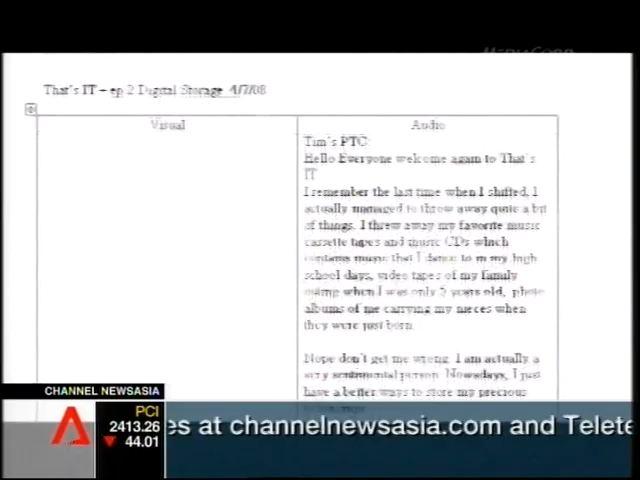 MEDIACORP
That's IT – ep 2 Digital Storage 4/7/08
Visual
Audio
Tim's PTC
Hello Everyone welcome again to That's
IT
I remember the last time when I shifted, I
actually managed to throw away quite a bit
of things. I threw away my favorite music
cassette tapes and music CDs which
contains music that I dance to in my high
school days, video tapes of my family
outing when I was only 5 years old, photo
albums of me carrying my nieces when
they were just born
Nope don't get me wrong. I am actually a
very sentimental person. Nowadays, I just
have a better ways to store my precious
CHANNEL NEWSASIA
PCI
2413.26
▼ 44.01
es at channelnewsasia.com and Telete